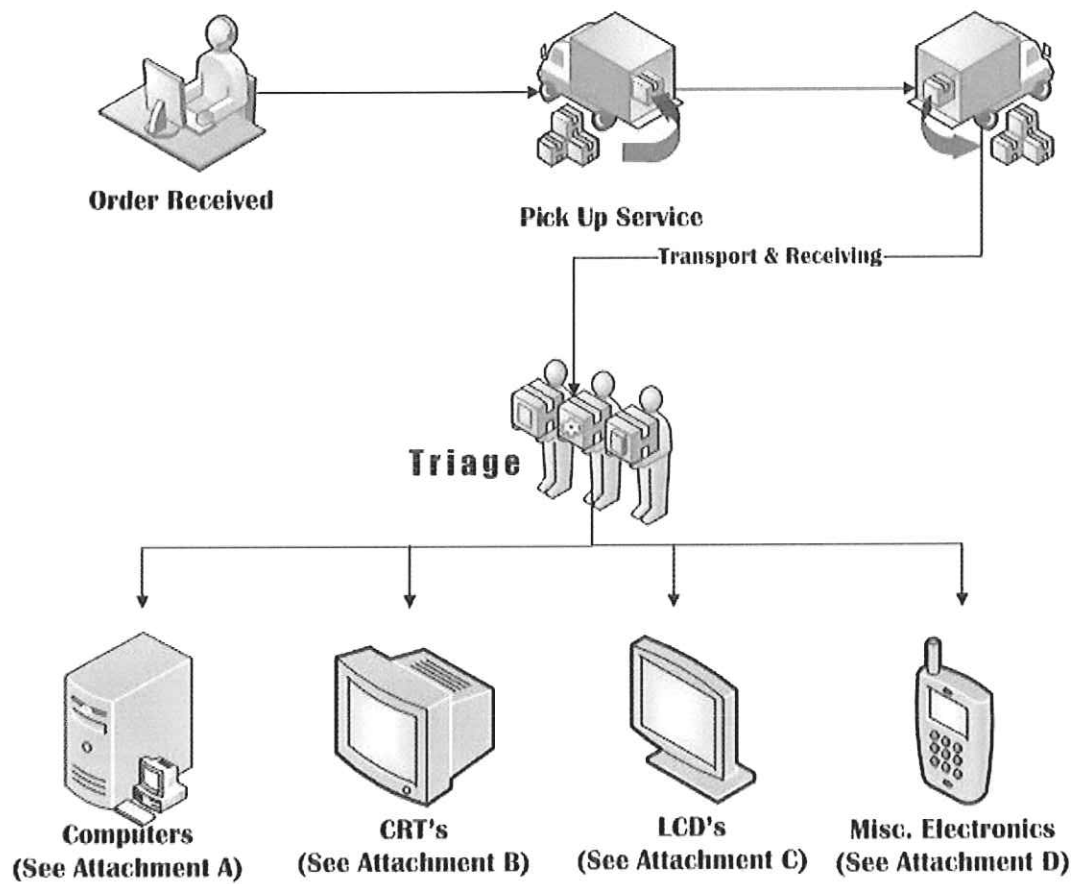 Order Received
Pick Up Service
Transport & Receiving
Triage
Computers
(See Attachment A)
CRT's
(See Attachment B)
LCD's
(See Attachment C)
Misc. Electronics
(See Attachment D)